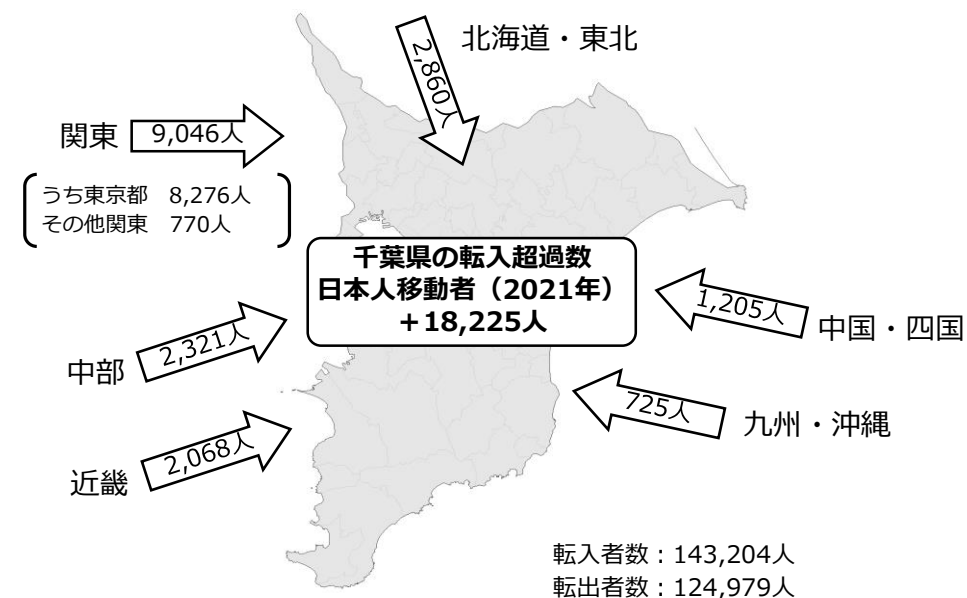 北海道・東北
2,860人
関東
9,046人
うち東京都 8,276人
その他関東 770人
千葉県の転入超過数
日本人移動者（2021年）
＋18,225人
1,205人
中国・四国
2,321人
中部
725人
九州・沖縄
2,068人
近畿
転入者数：143,204人
転出者数：124,979人